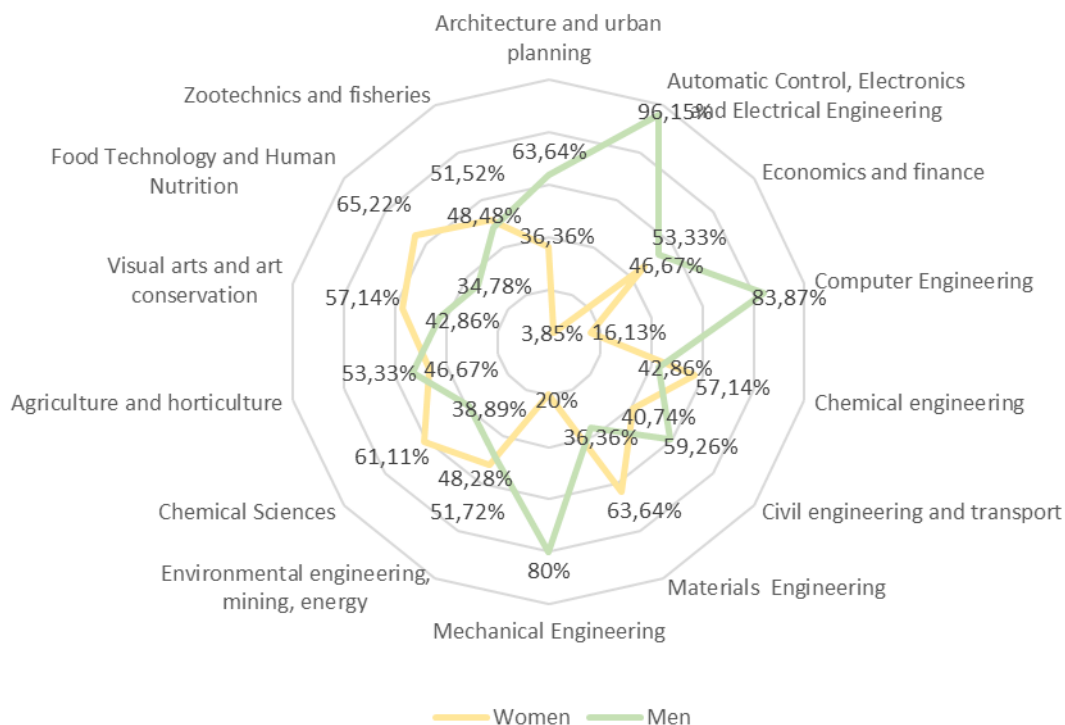 Architecture and urban
planning
Automatic Control, Electronics
and Electrical Engineering
96,15%
Zootechnics and fisheries
63,64%
Food Technology and Human
Nutrition
51,52%
Economics and finance
65,22%
48,48%
36,36%
53,33%
46,67%
Visual arts and art
conservation
57,14%
34,78%
Computer Engineering
83,87%
42,86%
3,85%
16,13%
53,33%
46,67%
42,86%
57,14%
Agriculture and horticulture
38,89%
20%
40,74%
Chemical engineering
61,11%
48,28%
36,36%
59,26%
Chemical Sciences
51,72%
63,64%
Civil engineering and transport
Environmental engineering,
mining, energy
80%
Materials  Engineering
Mechanical Engineering
Women
Men